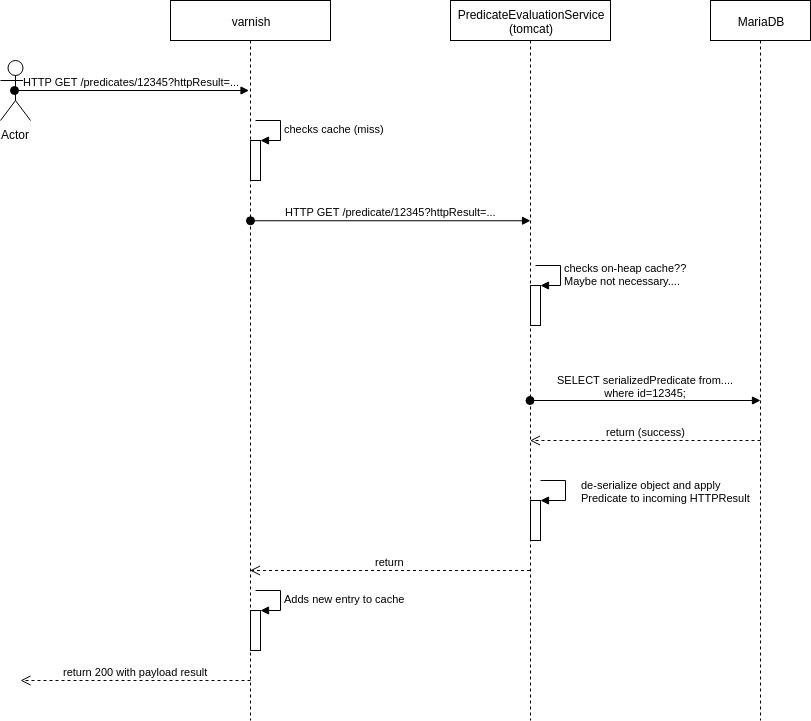 varnish
PredicateEvaluationService
(tomcat)
MariaDB
HTTP GET /predicates/12345?httpResult=...
Actor
checks cache (miss)
HTTP GET /predicate/12345?httpResult=...
checks on-heap cache??
Maybe not necessary....
SELECT serializedPredicate from....
where id=12345;
return (success)
de-serialize object and apply
Predicate to incoming HTTPResult
return
Adds new entry to cache
return 200 with payload result